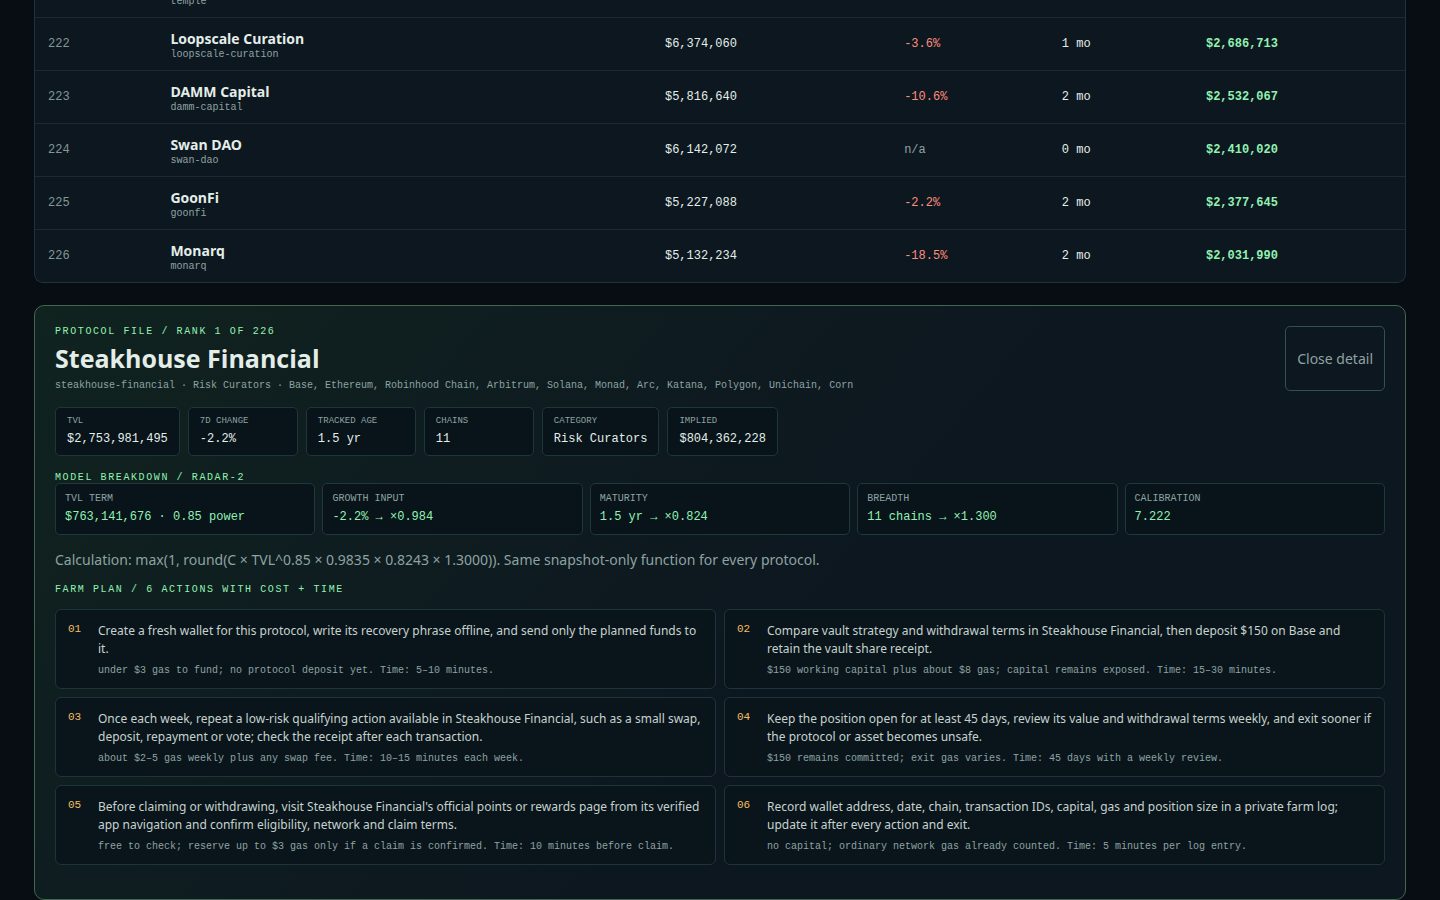 temple
222 Loopscale Curation $6,374,060 -3.6% 1 mo $2,686,713
loopscale-curation
223 DAMM Capital $5,816,640 -10.6% 2 mo $2,532,067
damm-capital
224 Swan DAO $6,142,072 n/a 0 mo $2,410,020
swan-dao
225 GoonFi $5,227,088 -2.2% 2 mo $2,377,645
goonfi
226 Monarq $5,132,234 -18.5% 2 mo $2,031,990
monarq
PROTOCOL FILE / RANK 1 OF 226
Steakhouse Financial
Close detail
steakhouse-financial · Risk Curators · Base, Ethereum, Robinhood Chain, Arbitrum, Solana, Monad, Arc, Katana, Polygon, Unichain, Corn
TVL 7D CHANGE TRACKED AGE CHAINS CATEGORY IMPLIED
$2,753,981,495 -2.2% 1.5 yr 11 Risk Curators $804,362,228
MODEL BREAKDOWN / RADAR-2
TVL TERM GROWTH INPUT MATURITY BREADTH CALIBRATION
$763,141,676 · 0.85 power -2.2% → ×0.984 1.5 yr → ×0.824 11 chains → ×1.300 7.222
Calculation: max(1, round(C × TVL^0.85 × 0.9835 × 0.8243 × 1.3000)). Same snapshot-only function for every protocol.
FARM PLAN / 6 ACTIONS WITH COST + TIME
01 Create a fresh wallet for this protocol, write its recovery phrase offline, and send only the planned funds to
it.
under $3 gas to fund; no protocol deposit yet. Time: 5–10 minutes.
02 Compare vault strategy and withdrawal terms in Steakhouse Financial, then deposit $150 on Base and
retain the vault share receipt.
$150 working capital plus about $8 gas; capital remains exposed. Time: 15–30 minutes.
03 Once each week, repeat a low-risk qualifying action available in Steakhouse Financial, such as a small swap,
deposit, repayment or vote; check the receipt after each transaction.
about $2–5 gas weekly plus any swap fee. Time: 10–15 minutes each week.
04 Keep the position open for at least 45 days, review its value and withdrawal terms weekly, and exit sooner if
the protocol or asset becomes unsafe.
$150 remains committed; exit gas varies. Time: 45 days with a weekly review.
05 Before claiming or withdrawing, visit Steakhouse Financial's official points or rewards page from its verified
app navigation and confirm eligibility, network and claim terms.
free to check; reserve up to $3 gas only if a claim is confirmed. Time: 10 minutes before claim.
06 Record wallet address, date, chain, transaction IDs, capital, gas and position size in a private farm log;
update it after every action and exit.
no capital; ordinary network gas already counted. Time: 5 minutes per log entry.